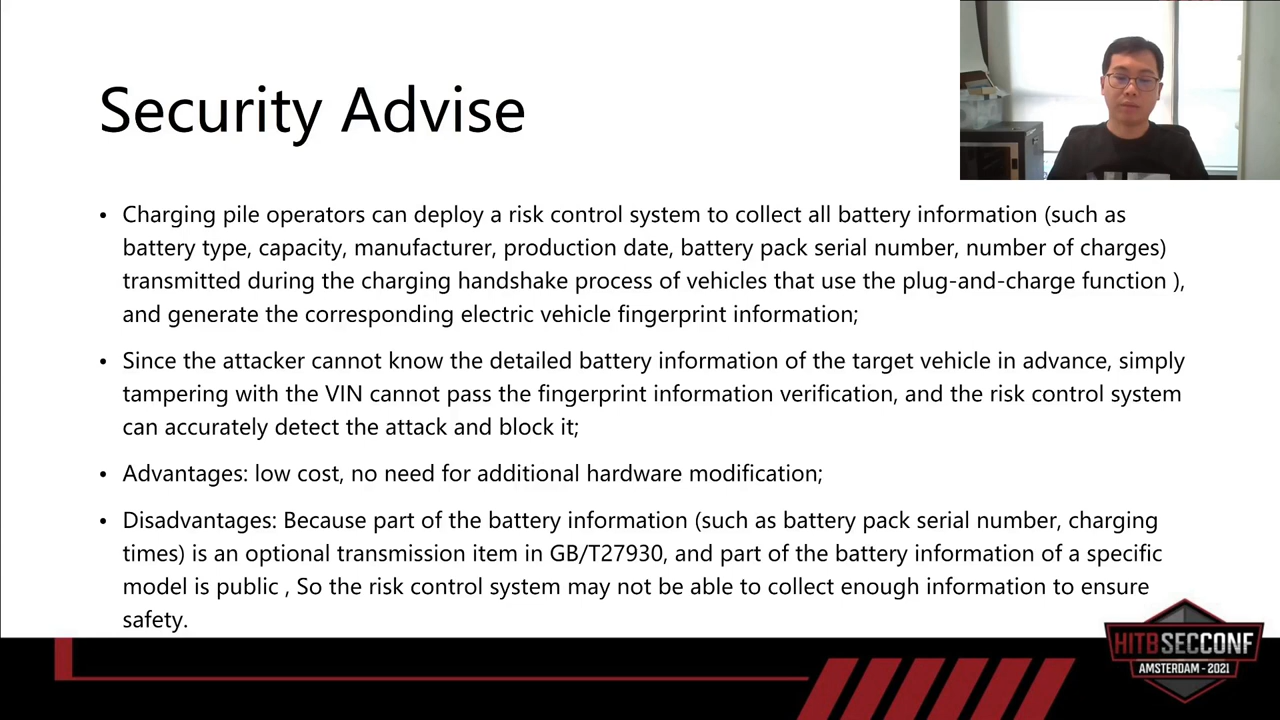 Security Advise
• Charging pile operators can deploy a risk control system to collect all battery information (such as
battery type, capacity, manufacturer, production date, battery pack serial number, number of charges)
transmitted during the charging handshake process of vehicles that use the plug-and-charge function ),
and generate the corresponding electric vehicle fingerprint information;
• Since the attacker cannot know the detailed battery information of the target vehicle in advance, simply
tampering with the VIN cannot pass the fingerprint information verification, and the risk control system
can accurately detect the attack and block it;
• Advantages: low cost, no need for additional hardware modification;
• Disadvantages: Because part of the battery information (such as battery pack serial number, charging
times) is an optional transmission item in GB/T27930, and part of the battery information of a specific
model is public , So the risk control system may not be able to collect enough information to ensure
safety.
HITBSECCONF
AMSTERDAM - 2021